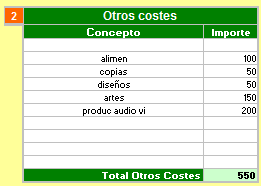 2 Otros costes
Concepto Importe
alimen 100
copias 50
diseños 50
artes 150
produc audio vi 200
Total Otros Costes 550